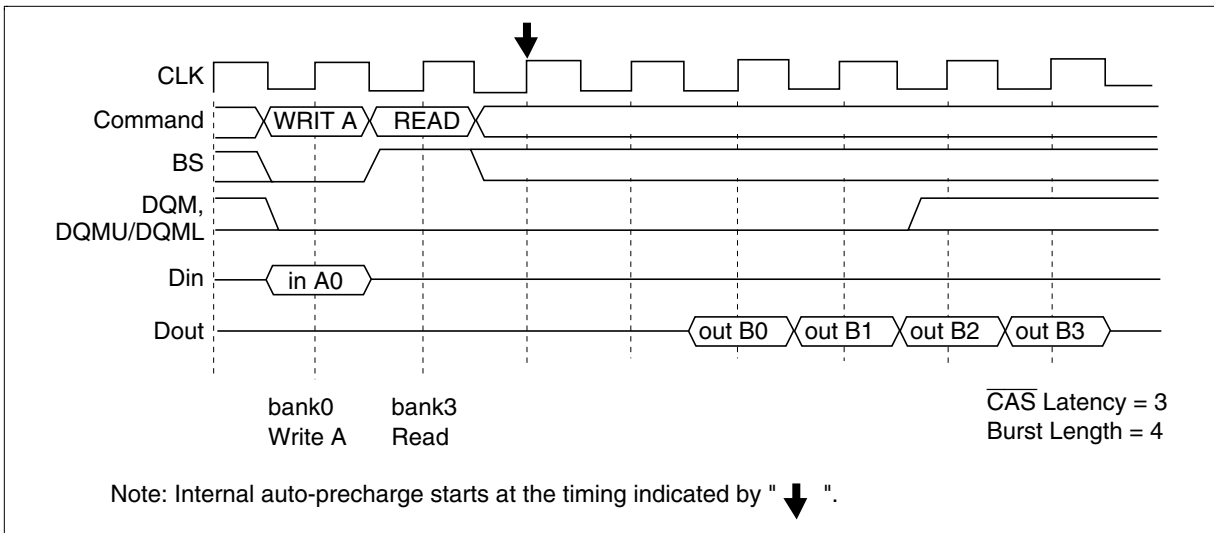 CLK
Command WRIT A READ
BS
DQM,
DQMU/DQML
Din in A0
Dout out B0 out B1 out B2 out B3
bank0 bank3 CAS Latency = 3
Write A Read Burst Length = 4
Note: Internal auto-precharge starts at the timing indicated by " ".